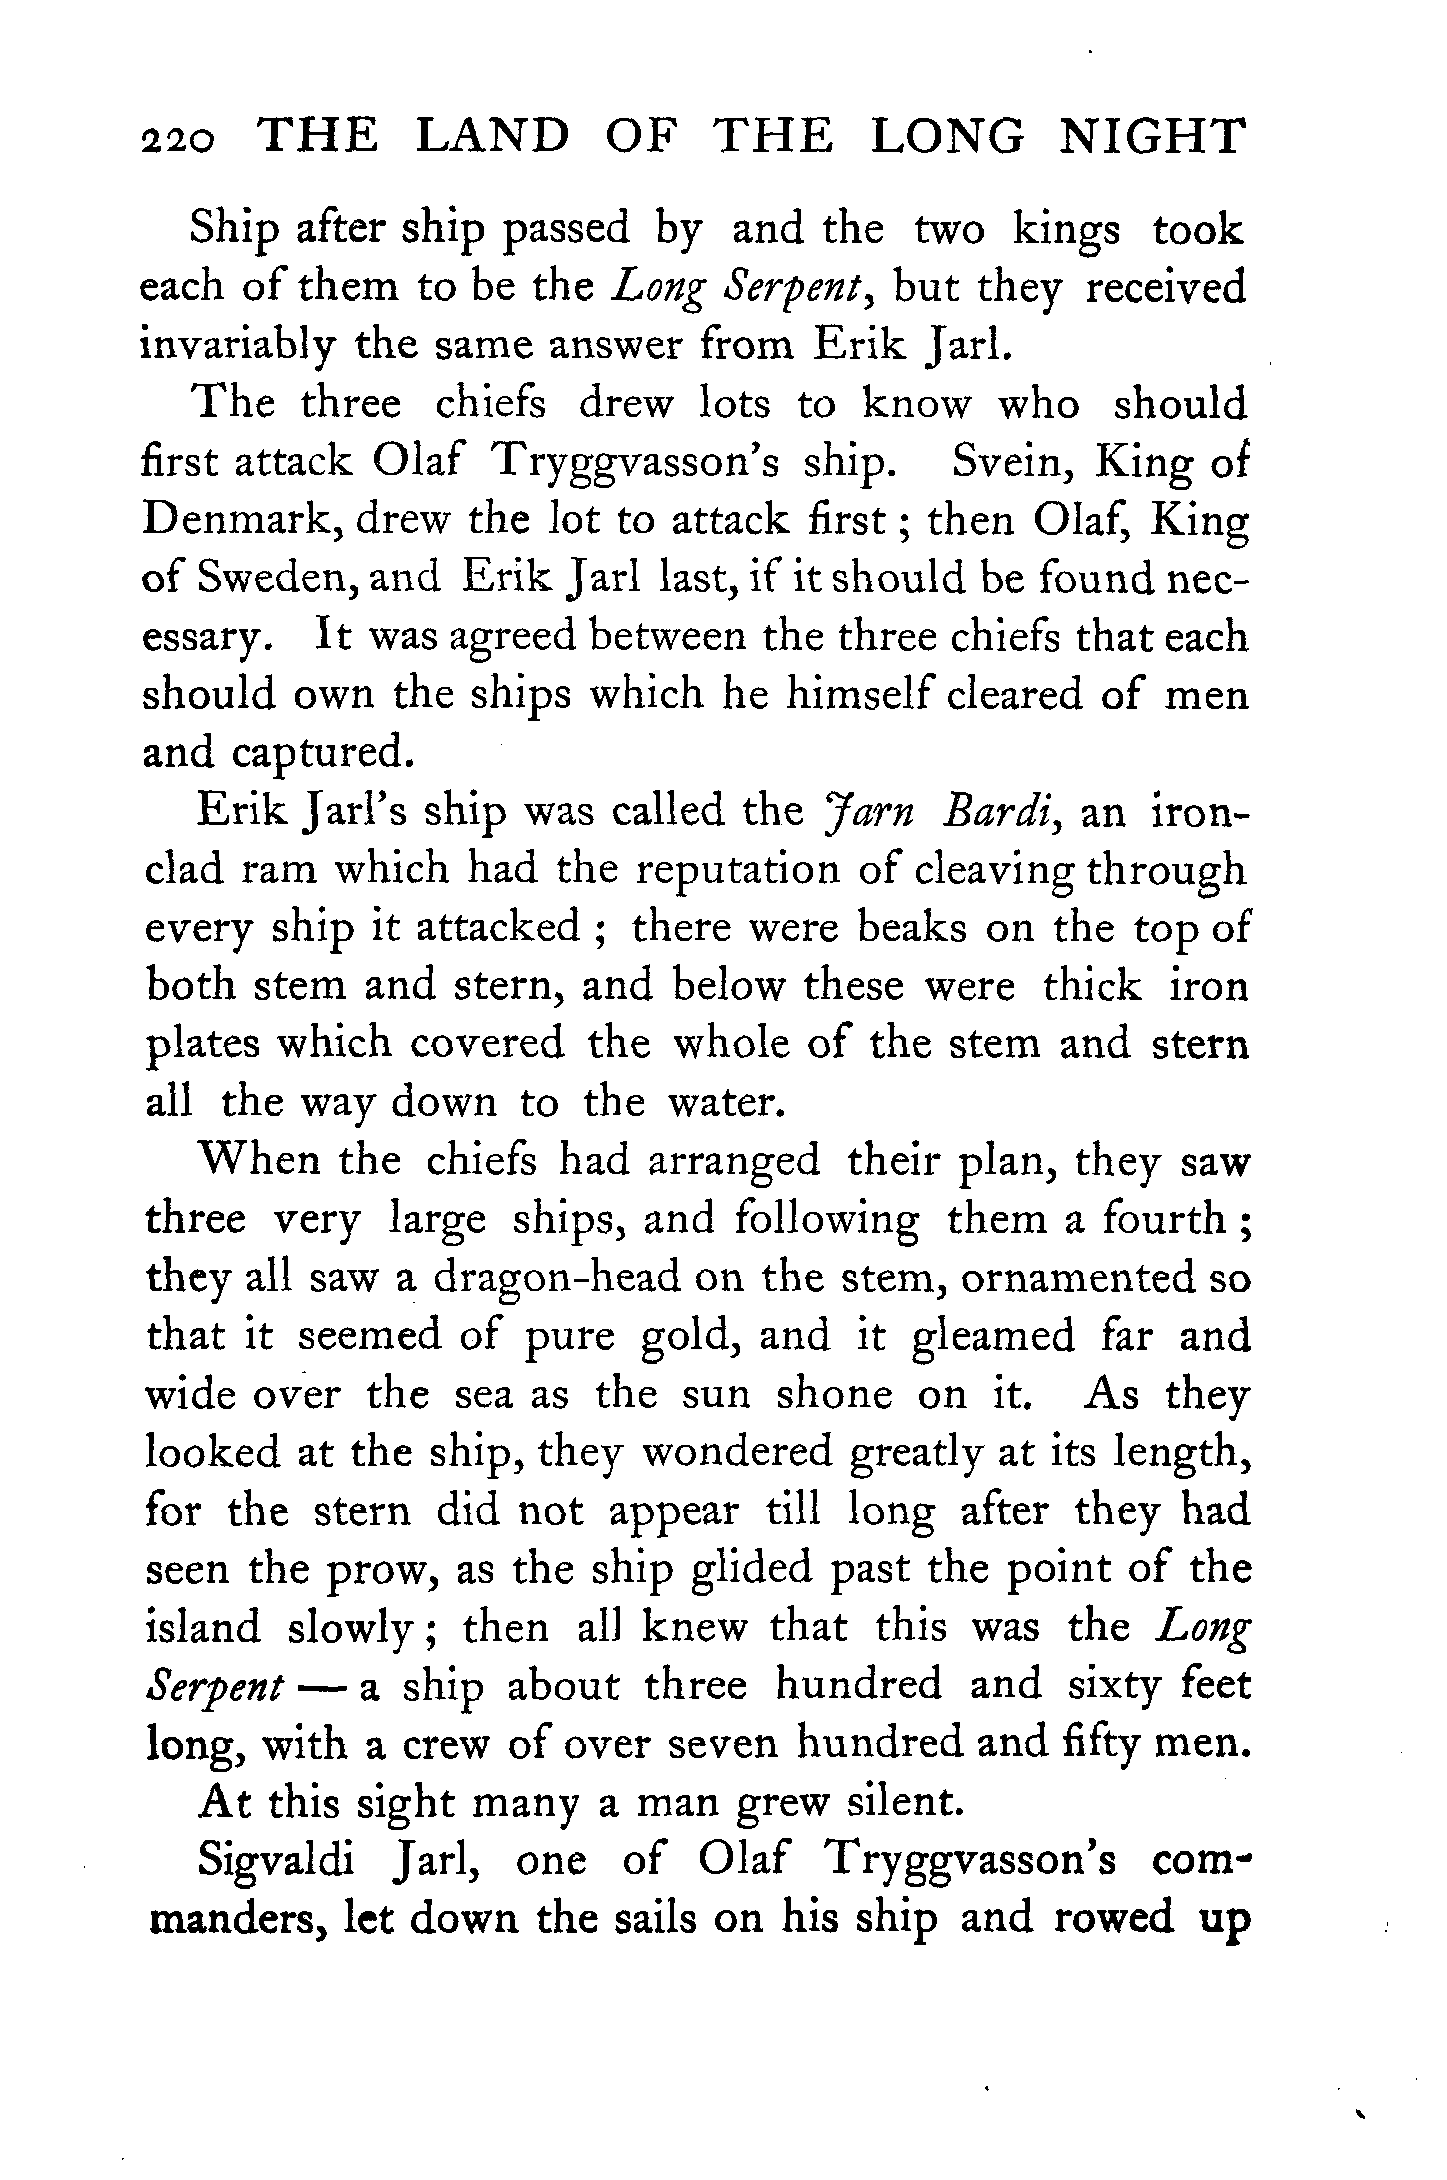 220 THE LAND OF THE LONG NIGHT
Ship after ship passed by and the two kings took
each of them to be the Long Serpent, but they received
invariably the same answer from Erik Jarl.
The three chiefs drew lots to know who should
first attack Olaf Tryggvasson's ship. Svein, King of
Denmark, drew the lot to attack first ; then Olaf, King
of Sweden, and Erik Jarl last, if it should be found nec-
essary. It was agreed between the three chiefs that each
should own the ships which he himself cleared of men
and captured.
Erik Jarl's ship was called the Jarn Bardi, an iron-
clad ram which had the reputation of cleaving through
every ship it attacked ; there were beaks on the top of
both stem and stern, and below these were thick iron
plates which covered the whole of the stem and stern
all the way down to the water.
When the chiefs had arranged their plan, they saw
three very large ships, and following them a fourth ;
they all saw a dragon-head on the stem, ornamented so
that it seemed of pure gold, and it gleamed far and
wide over the sea as the sun shone on it. As they
looked at the ship, they wondered greatly at its length,
for the stern did not appear till long after they had
seen the prow, as the ship glided past the point of the
island slowly ; then all knew that this was the Long
Serpent — a ship about three hundred and sixty feet
long, with a crew of over seven hundred and fifty men.
At this sight many a man grew silent.
Sigvaldi Jarl, one of Olaf Tryggvasson's com-
manders, let down the sails on his ship and rowed up